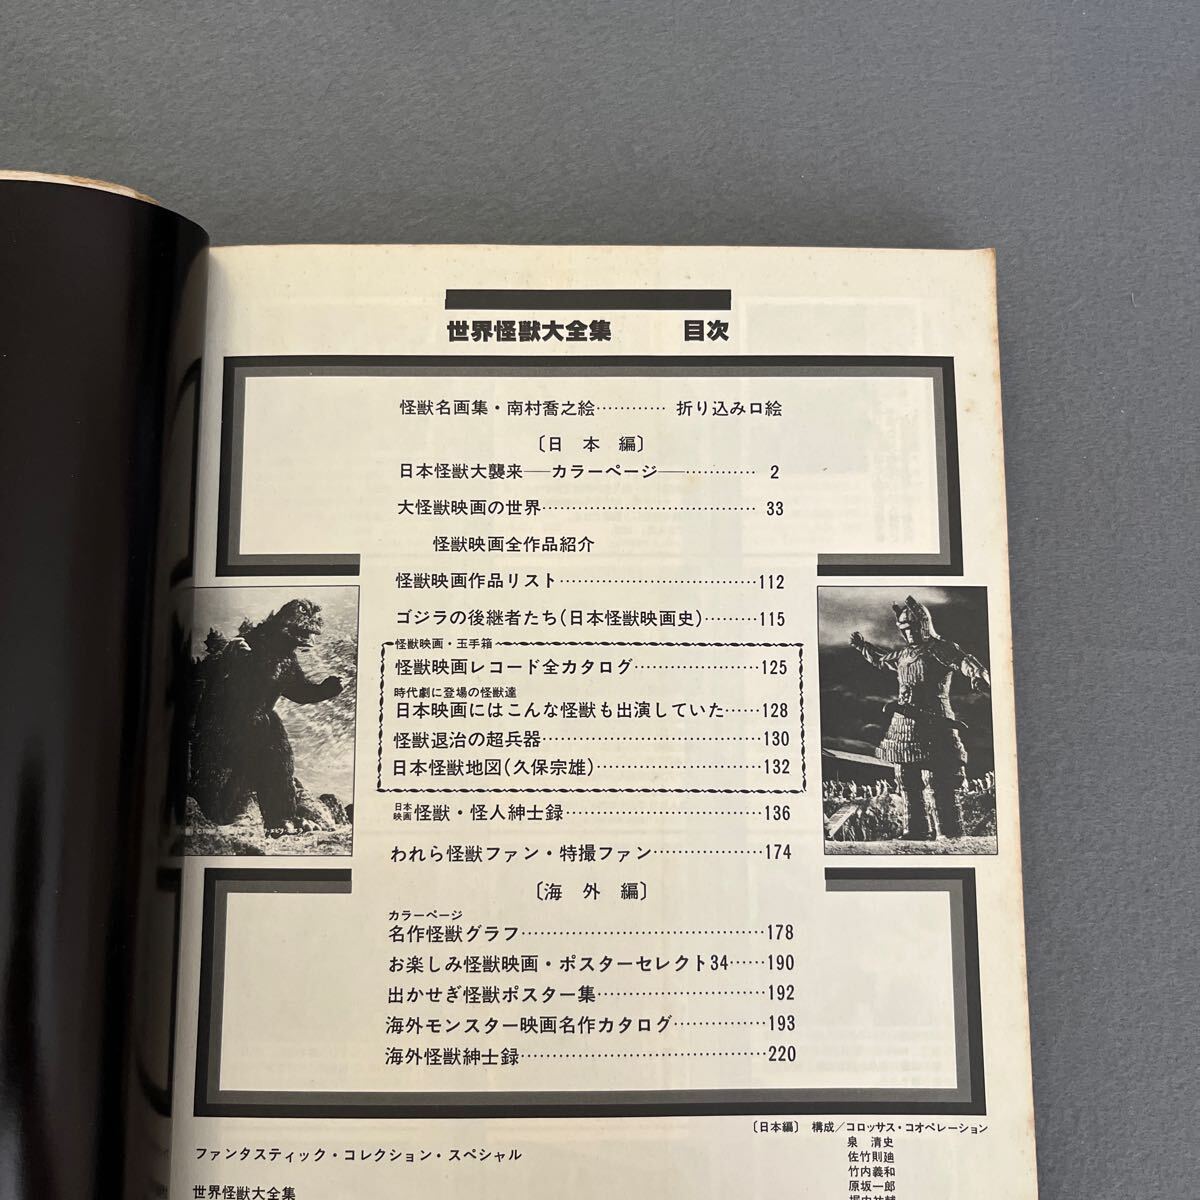 世界怪獣大全集　目次
怪獣名画集・南村喬之絵………… 折り込み口絵
〔日本編〕
日本怪獣大襲来──カラーページ──………… 2
大怪獣映画の世界……………………………… 33
怪獣映画全作品紹介
怪獣映画作品リスト……………………………112
ゴジラの後継者たち(日本怪獣映画史)………115
怪獣映画・玉手箱
怪獣映画レコード全カタログ…………………125
時代劇に登場の怪獣達
日本映画にはこんな怪獣も出演していた……128
怪獣退治の超兵器………………………………130
日本怪獣地図(久保宗雄)………………………132
日本映画 怪獣・怪人紳士録……………………………136
われら怪獣ファン・特撮ファン………………174
〔海外編〕
カラーページ
名作怪獣グラフ…………………………………178
お楽しみ怪獣映画・ポスターセレクト34……190
出かせぎ怪獣ポスター集………………………192
海外モンスター映画名作カタログ……………193
海外怪獣紳士録…………………………………220
〔日本編〕 構成／コロッサス・コオペレーション
泉　清史
佐竹則廸
竹内義和
原坂一郎
ファンタスティック・コレクション・スペシャル
世界怪獣大全集